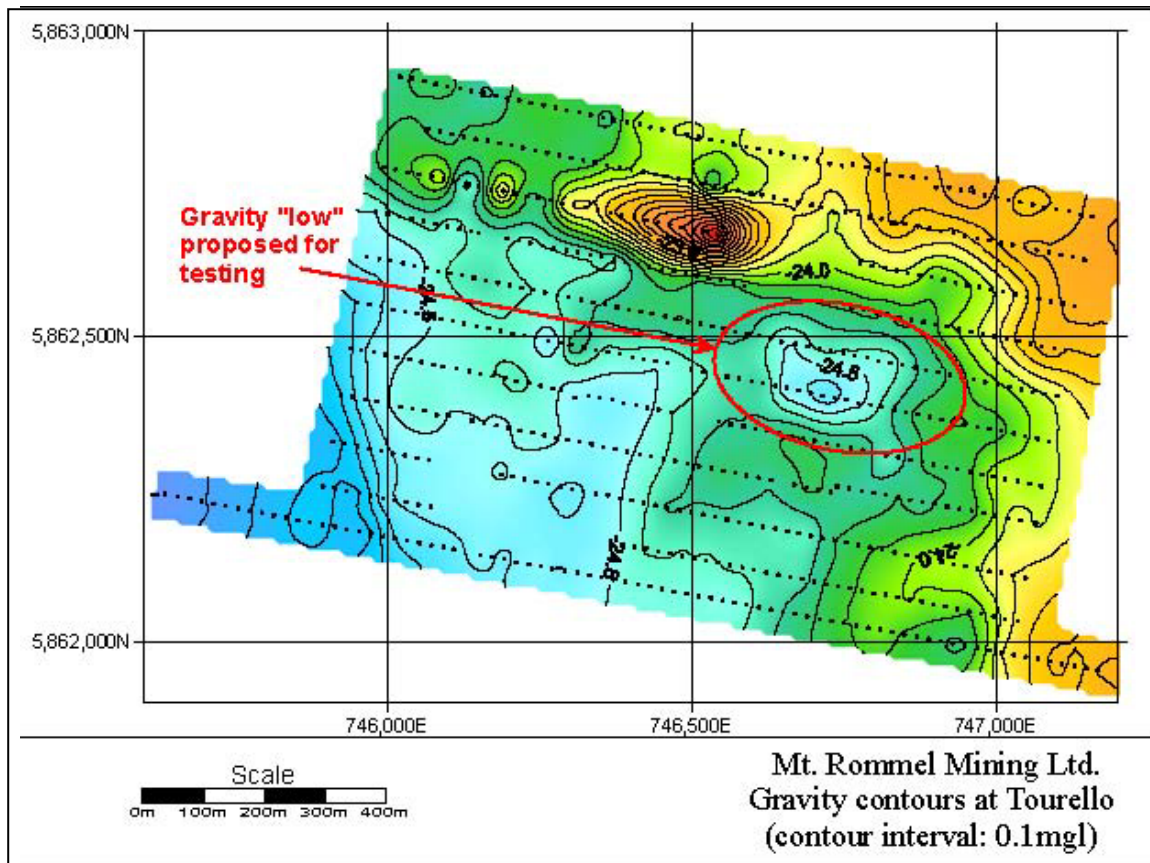 5,863,000N
Gravity "low"
proposed for
testing
-24.0
5,862,500N
-24.8
-24.8
-24.0
5,862,000N
746,000E
746,500E
747,000E
Scale
0m 100m 200m 300m 400m
Mt. Rommel Mining Ltd.
Gravity contours at Tourello
(contour interval: 0.1mgl)